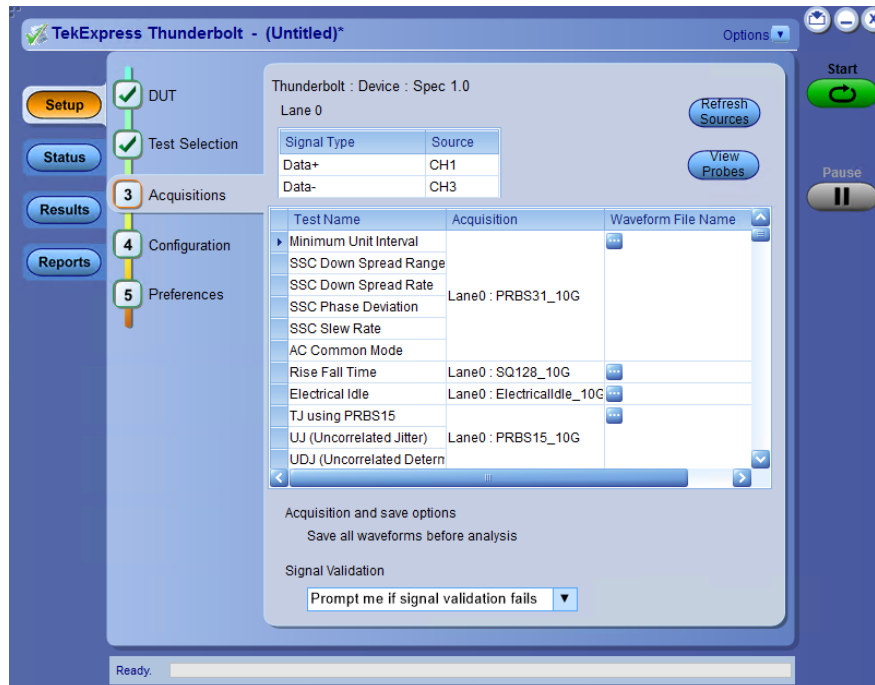 TekExpress Thunderbolt - (Untitled)*
Options
Start
Pause
Setup
Status
Results
Reports
DUT
Test Selection
3 Acquisitions
4 Configuration
5 Preferences
Thunderbolt : Device : Spec 1.0
Lane 0
Refresh
Sources
View
Probes
Signal Type Source
Data+ CH1
Data- CH3
Test Name Acquisition Waveform File Name
Minimum Unit Interval
SSC Down Spread Range
SSC Down Spread Rate
Lane0 : PRBS31_10G
SSC Phase Deviation
SSC Slew Rate
AC Common Mode
Rise Fall Time Lane0 : SQ128_10G
Electrical Idle Lane0 : ElectricalIdle_10G
TJ using PRBS15
UJ (Uncorrelated Jitter) Lane0 : PRBS15_10G
UDJ (Uncorrelated Determ
Acquisition and save options
Save all waveforms before analysis
Signal Validation
Prompt me if signal validation fails
Ready.